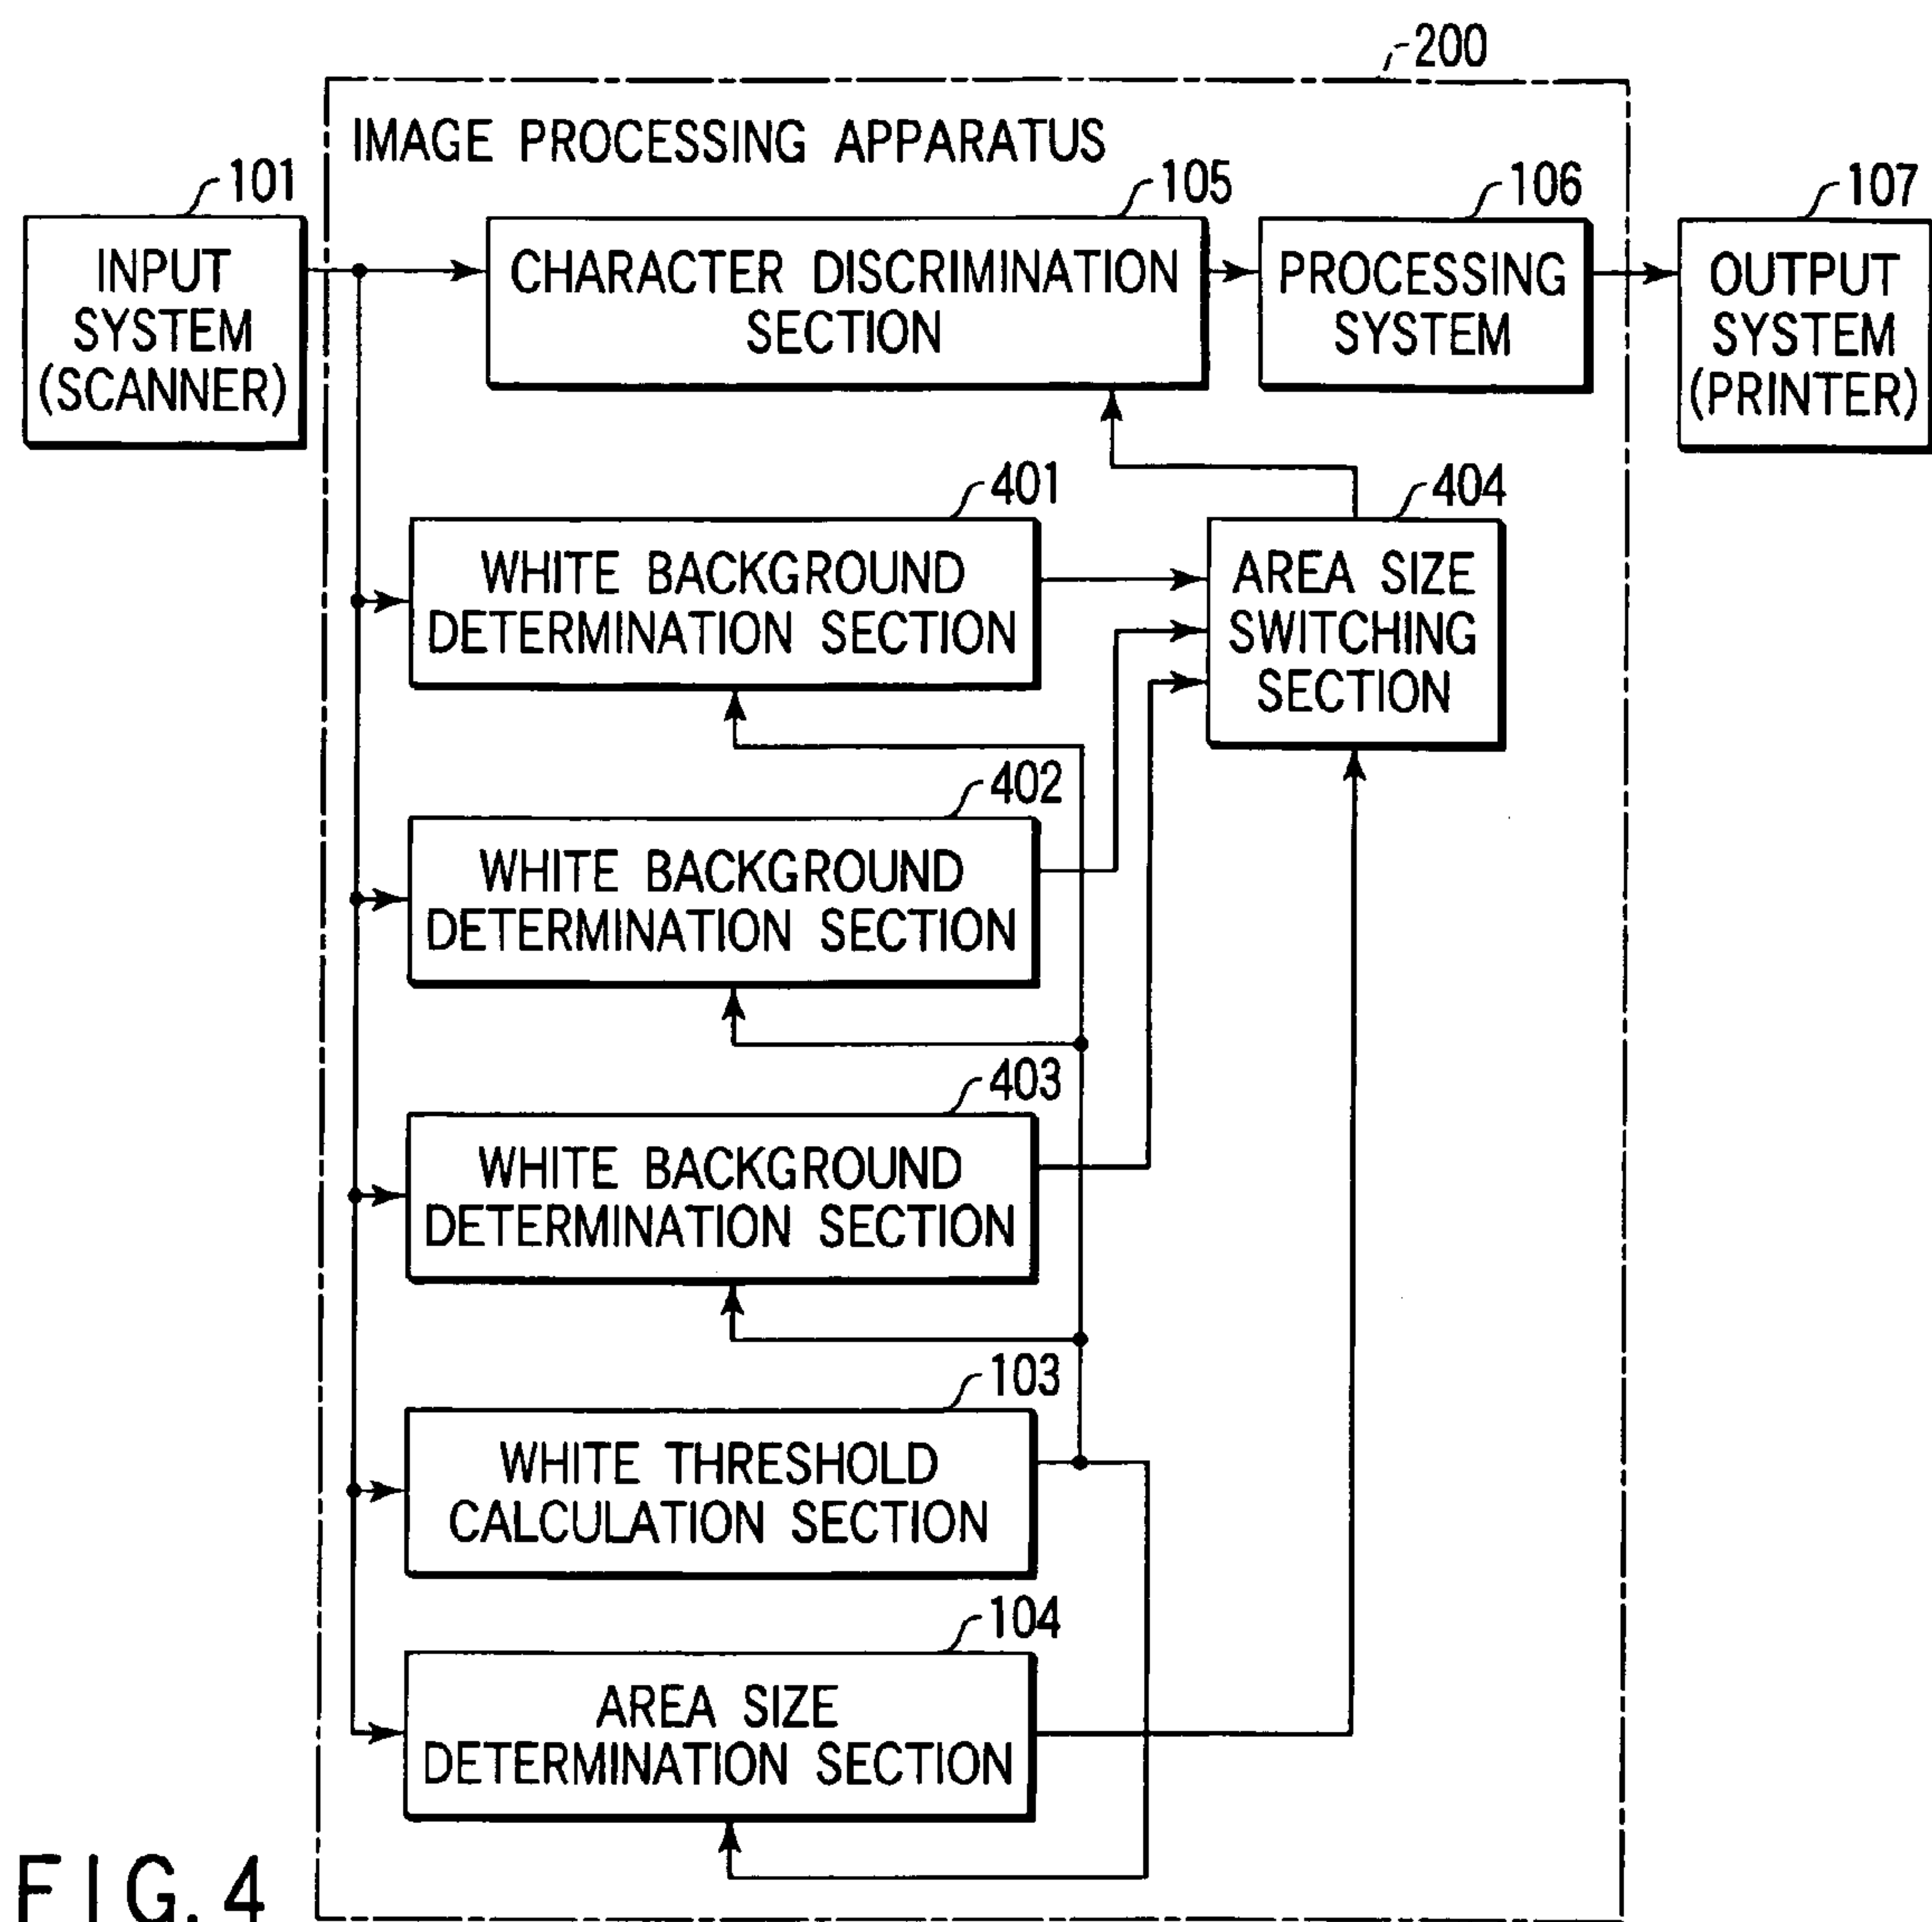 200
IMAGE PROCESSING APPARATUS
101
INPUT
SYSTEM
(SCANNER)
105
CHARACTER DISCRIMINATION
SECTION
106
PROCESSING
SYSTEM
107
OUTPUT
SYSTEM
(PRINTER)
401
WHITE BACKGROUND
DETERMINATION SECTION
404
AREA SIZE
SWITCHING
SECTION
402
WHITE BACKGROUND
DETERMINATION SECTION
403
WHITE BACKGROUND
DETERMINATION SECTION
103
WHITE THRESHOLD
CALCULATION SECTION
104
AREA SIZE
DETERMINATION SECTION
FIG. 4